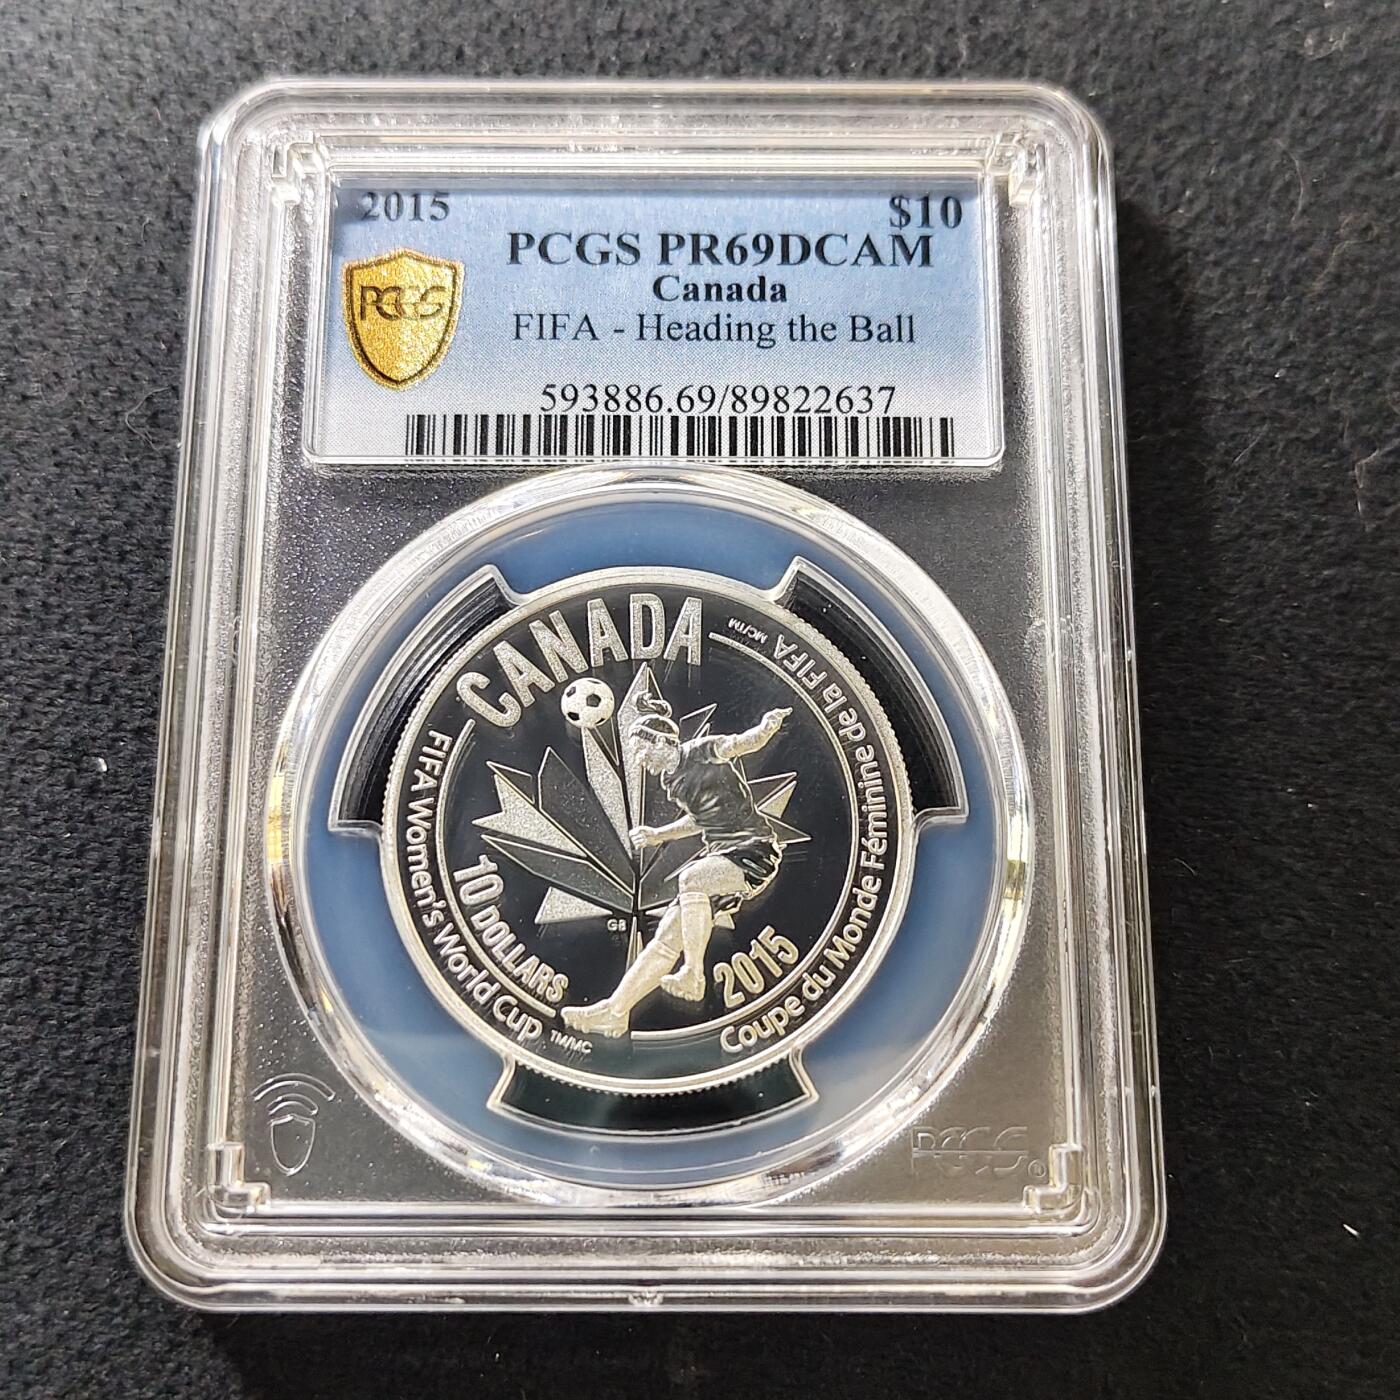 2015
$10
PCGS PR69DCAM
Canada
FIFA - Heading the Ball
PCGS
593886.69/89822637
CANADA
FIFA Women's World Cup TM/MC
Coupe du Monde Féminine de la FIFA MC/TM
10 DOLLARS
2015
GB
PCGS